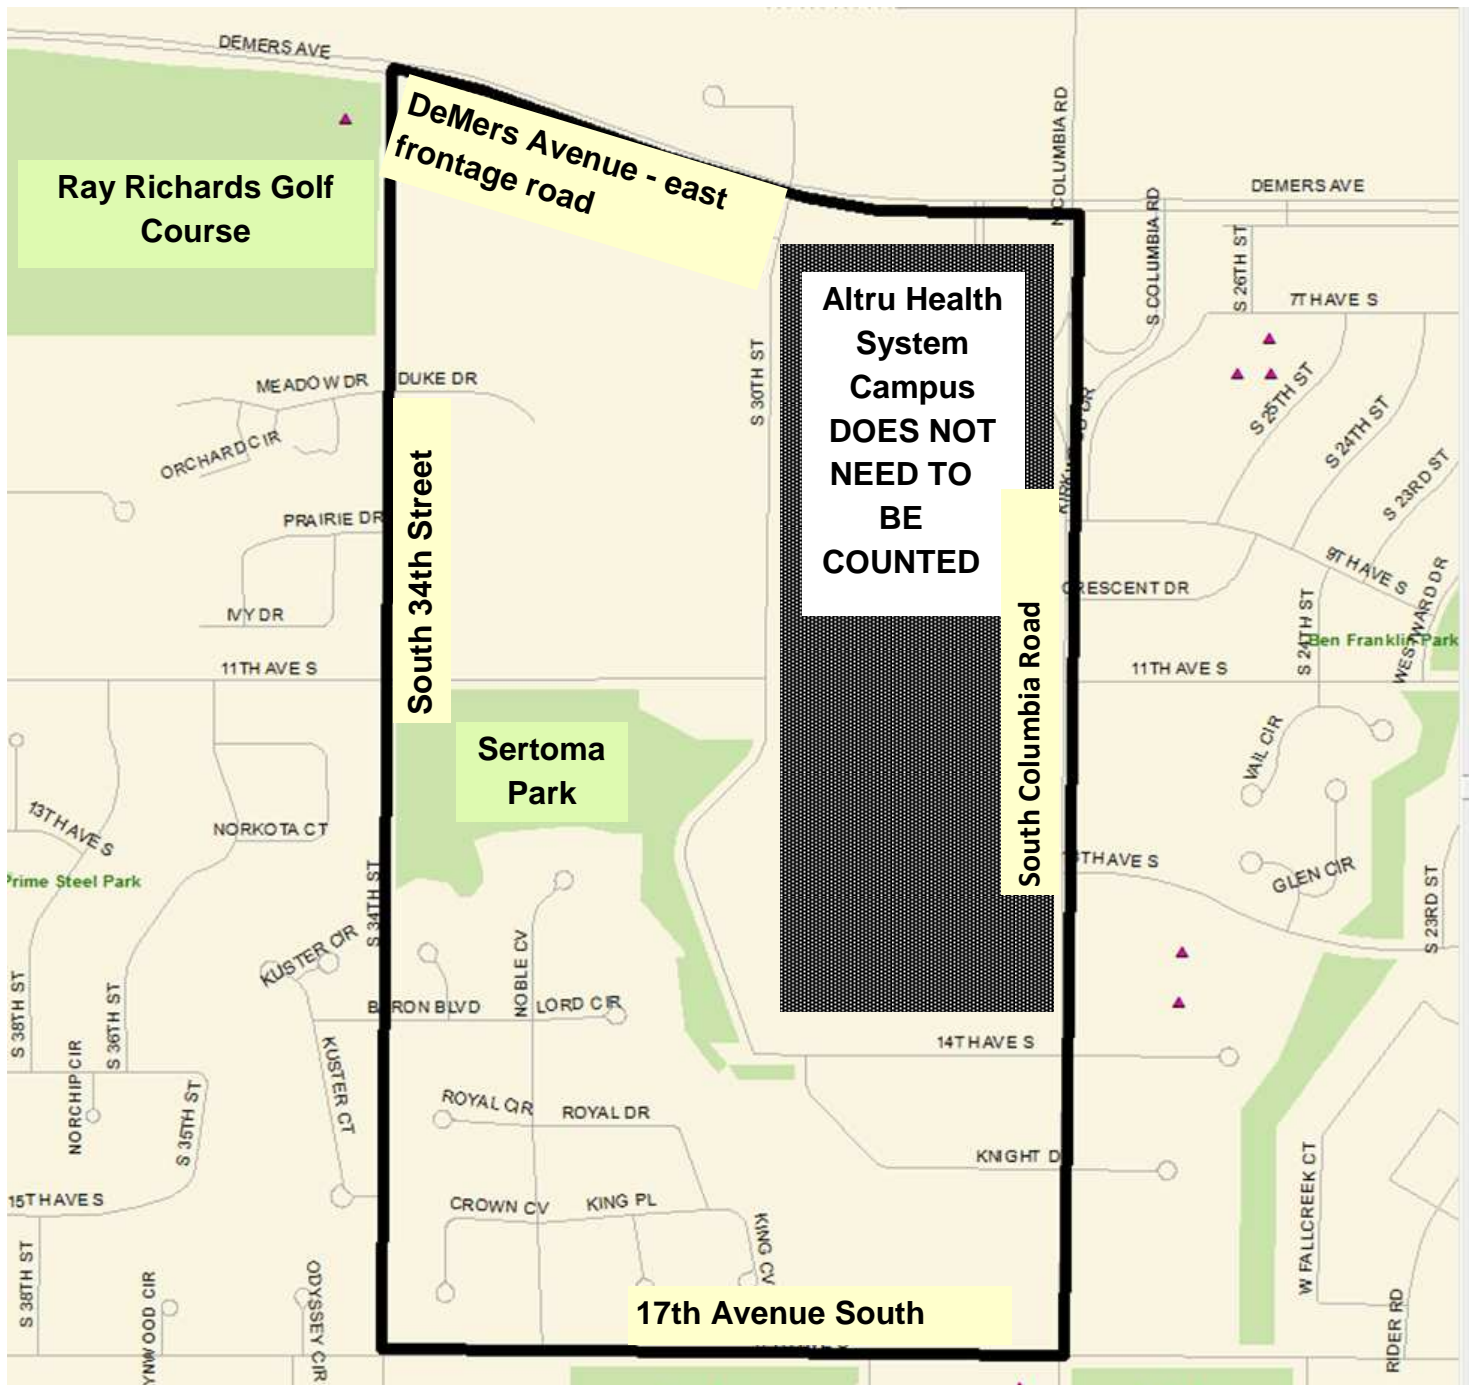 DEMERS AVE
DeMers Avenue - east
frontage road
Ray Richards Golf
Course
N COLUMBIA RD
DEMERS AVE
S COLUMBIA RD
S 26TH ST
7TH AVE S
Altru Health
System
Campus
DOES NOT
NEED TO
BE
COUNTED
S 30TH ST
MEADOW DR
DUKE DR
ORCHARD CIR
S 25TH ST
S 24TH ST
S 23RD ST
PRAIRIE DR
South 34th Street
9TH AVE S
WESTWARD DR
CRESCENT DR
IVY DR
S 24TH ST
Ben Franklin Park
11TH AVE S
11TH AVE S
South Columbia Road
Sertoma
Park
VAIL CIR
13TH AVE S
NORKOTA CT
Prime Steel Park
S 34TH ST
13TH AVE S
GLEN CIR
S 23RD ST
KUSTER CIR
NOBLE CV
S 38TH ST
S 36TH ST
BARON BLVD
LORD CIR
14TH AVE S
NORCHIP CIR
KUSTER CT
S 35TH ST
ROYAL CIR
ROYAL DR
KNIGHT D
15TH AVE S
CROWN CV
KING PL
KING CV
W FALLCREEK CT
S 38TH ST
YNWOOD CIR
ODYSSEY CIR
17th Avenue South
RIDER RD